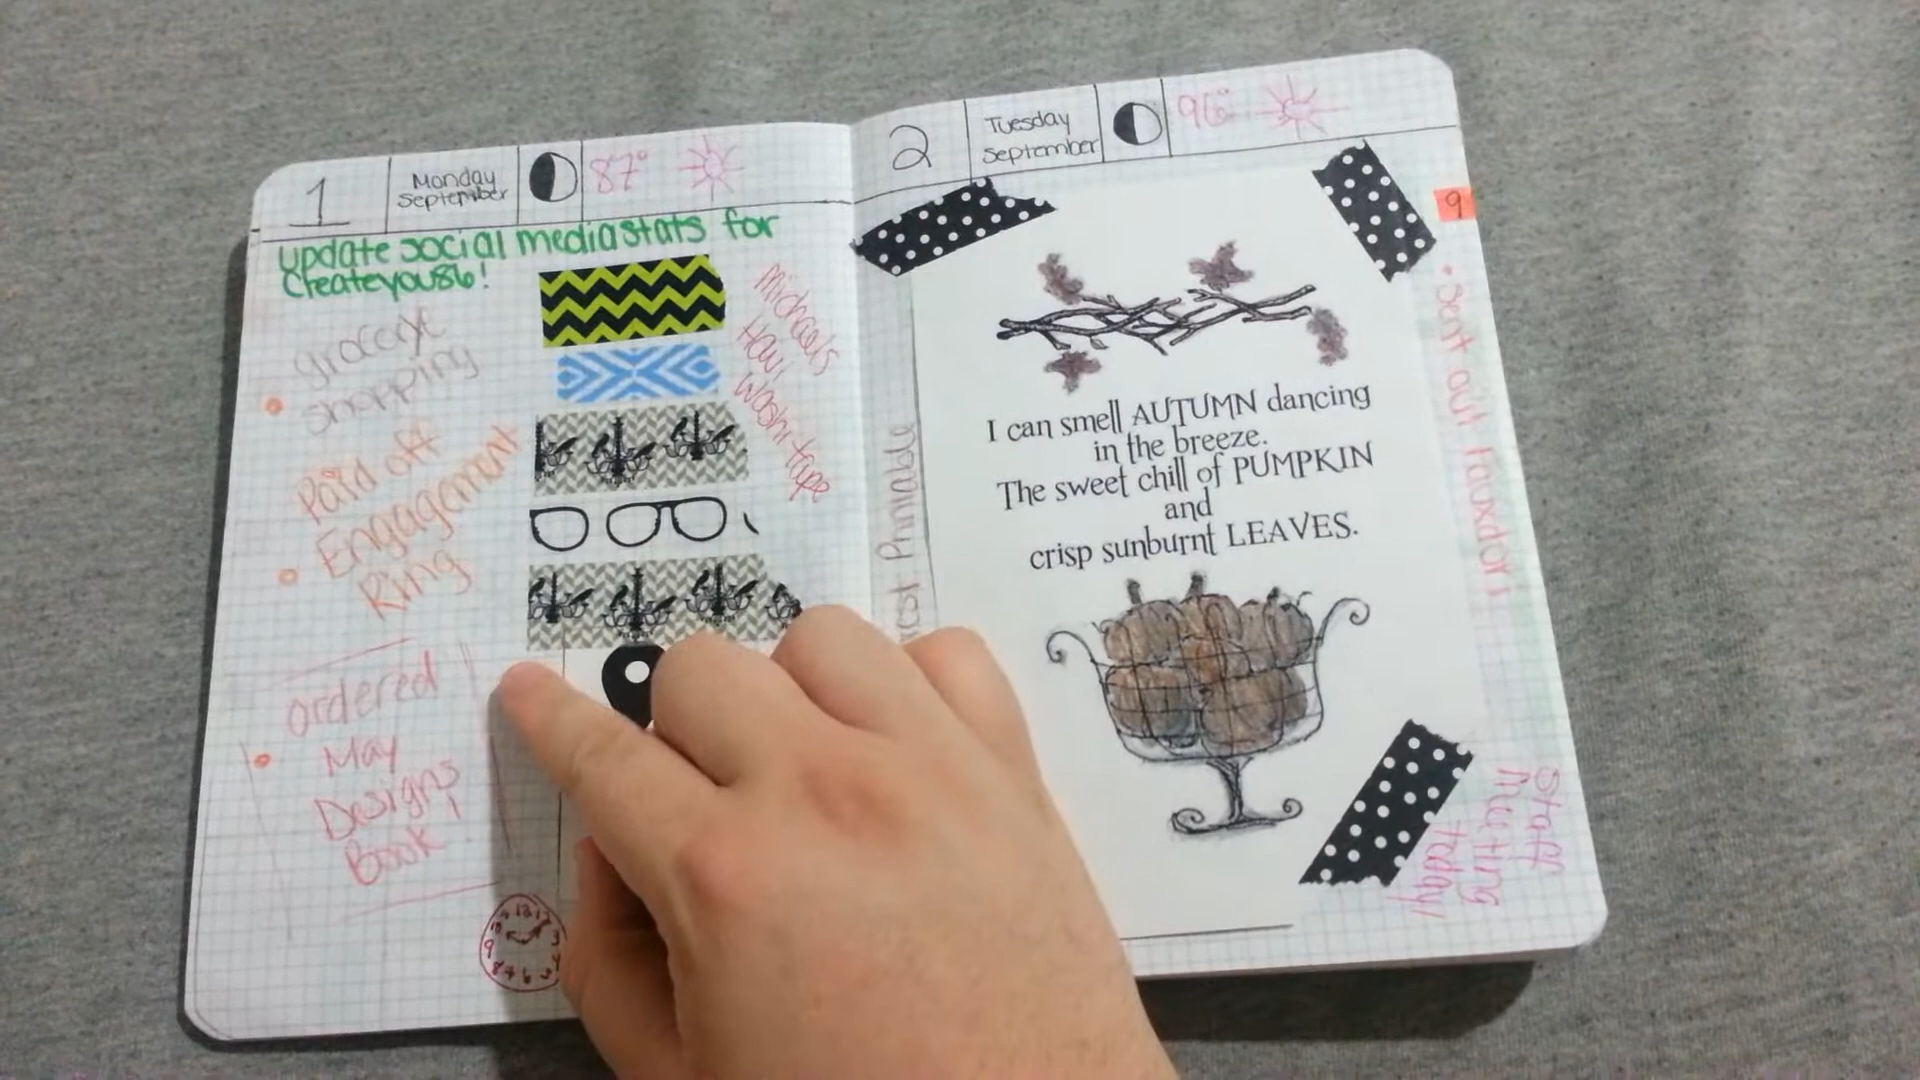 1
Monday
September
87°
update social media stats for
Createyou86!
grocery
shopping
Paid off
Engagement
Ring
ordered
May
Designs
Book!
Michaels
Haul
Washi tape
2
Tuesday
September
96°
9
Pinnable
I can smell AUTUMN dancing
in the breeze.
The sweet chill of PUMPKIN
and
crisp sunburnt LEAVES.
• Sent out Fauxdori
Staff
Meeting
today!